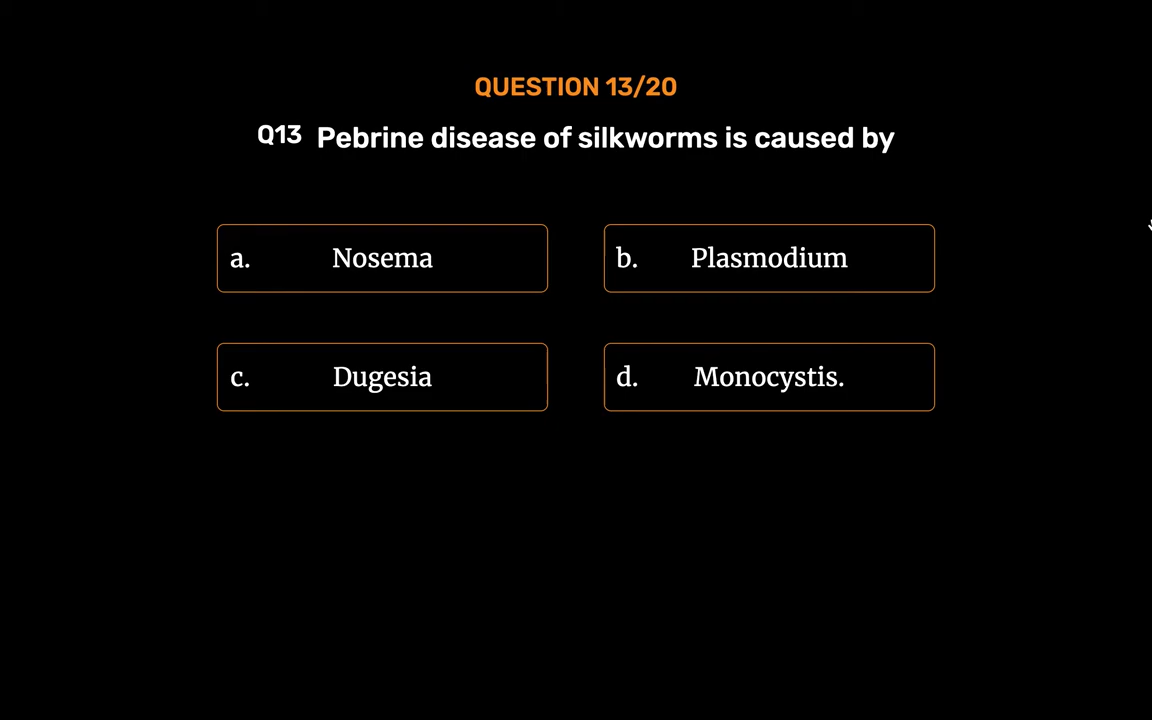 QUESTION 13/20
Q13 Pebrine disease of silkworms is caused by
a. Nosema
b. Plasmodium
c. Dugesia
d. Monocystis.